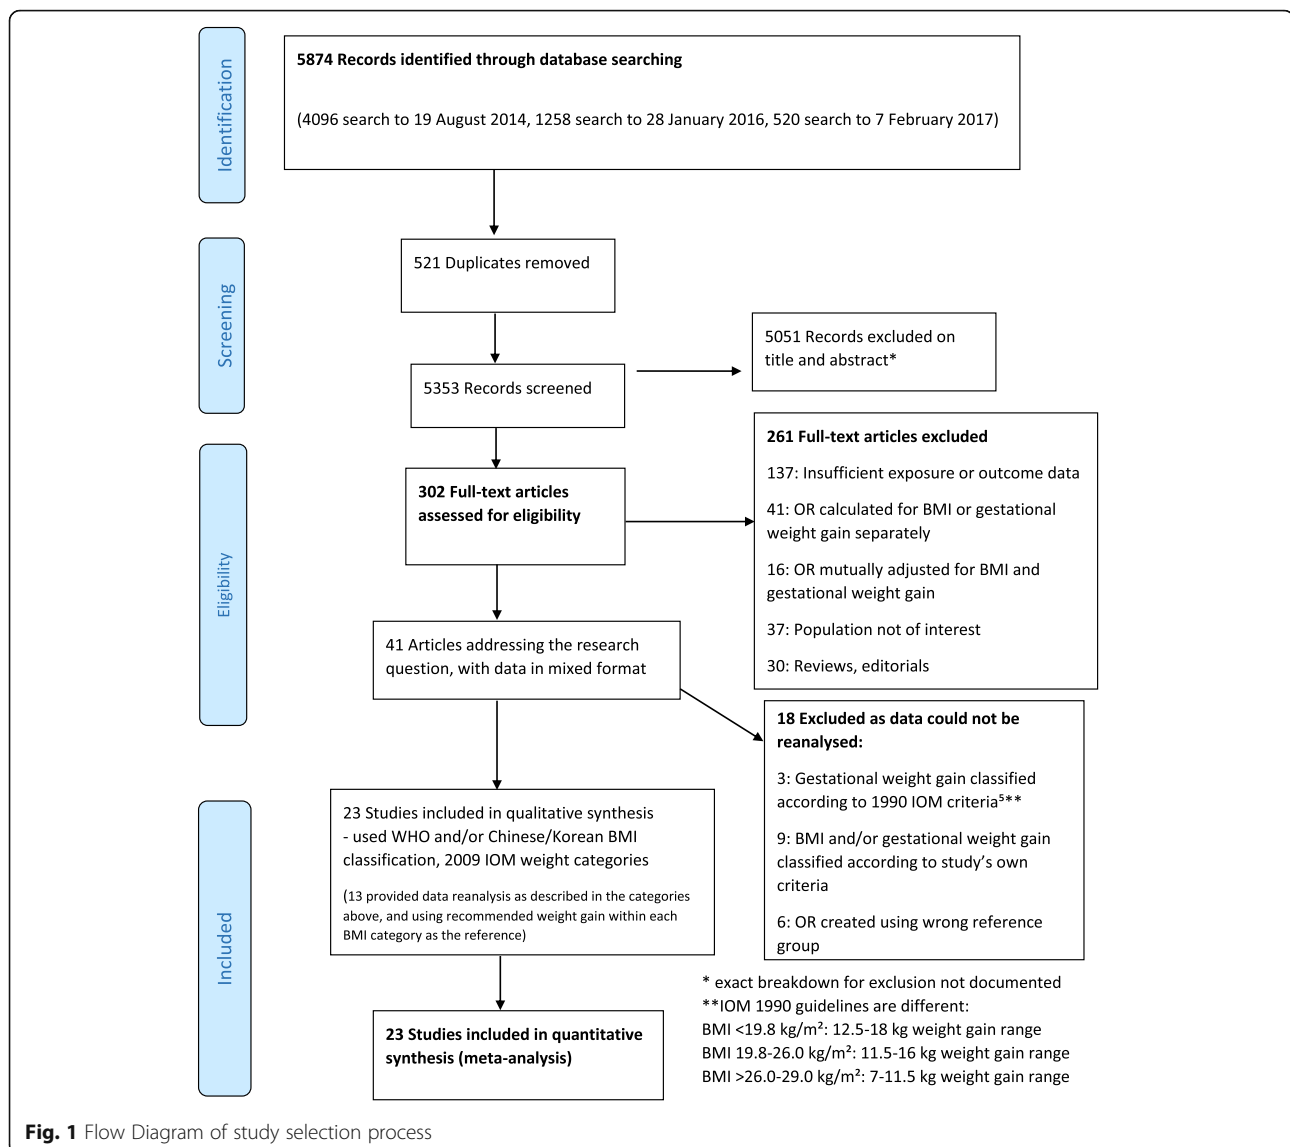 Identification
5874 Records identified through database searching
(4096 search to 19 August 2014, 1258 search to 28 January 2016, 520 search to 7 February 2017)
Screening
521 Duplicates removed
5353 Records screened
5051 Records excluded on
title and abstract*
Eligibility
302 Full-text articles
assessed for eligibility
261 Full-text articles excluded
137: Insufficient exposure or outcome data
41: OR calculated for BMI or gestational
weight gain separately
16: OR mutually adjusted for BMI and
gestational weight gain
37: Population not of interest
30: Reviews, editorials
41 Articles addressing the research
question, with data in mixed format
18 Excluded as data could not be
reanalysed:
3: Gestational weight gain classified
according to 1990 IOM criteria⁵**
9: BMI and/or gestational weight gain
classified according to study’s own
criteria
6: OR created using wrong reference
group
Included
23 Studies included in qualitative synthesis
- used WHO and/or Chinese/Korean BMI
classification, 2009 IOM weight categories
(13 provided data reanalysis as described in the categories
above, and using recommended weight gain within each
BMI category as the reference)
23 Studies included in quantitative
synthesis (meta-analysis)
* exact breakdown for exclusion not documented
**IOM 1990 guidelines are different:
BMI <19.8 kg/m²: 12.5-18 kg weight gain range
BMI 19.8-26.0 kg/m²: 11.5-16 kg weight gain range
BMI >26.0-29.0 kg/m²: 7-11.5 kg weight gain range
Fig. 1 Flow Diagram of study selection process